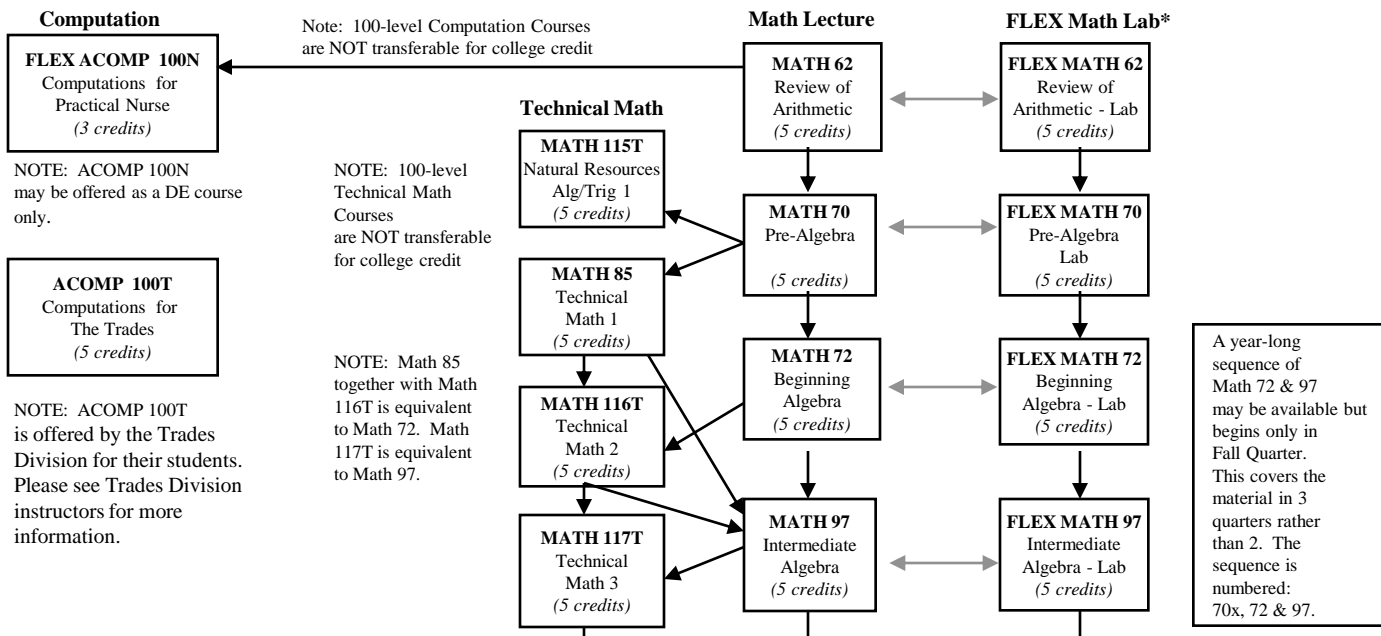 Computation
FLEX ACOMP 100N
Computations for
Practical Nurse
(3 credits)
NOTE: ACOMP 100N
may be offered as a DE course
only.
ACOMP 100T
Computations for
The Trades
(5 credits)
NOTE: ACOMP 100T
is offered by the Trades
Division for their students.
Please see Trades Division
instructors for more
information.
Note: 100-level Computation Courses
are NOT transferable for college credit
NOTE: 100-level
Technical Math
Courses
are NOT transferable
for college credit
NOTE: Math 85
together with Math
116T is equivalent
to Math 72. Math
117T is equivalent
to Math 97.
Technical Math
MATH 115T
Natural Resources
Alg/Trig 1
(5 credits)
MATH 85
Technical
Math 1
(5 credits)
MATH 116T
Technical
Math 2
(5 credits)
MATH 117T
Technical
Math 3
(5 credits)
Math Lecture
MATH 62
Review of
Arithmetic
(5 credits)
MATH 70
Pre-Algebra
(5 credits)
MATH 72
Beginning
Algebra
(5 credits)
MATH 97
Intermediate
Algebra
(5 credits)
FLEX Math Lab*
FLEX MATH 62
Review of
Arithmetic - Lab
(5 credits)
FLEX MATH 70
Pre-Algebra
Lab
(5 credits)
FLEX MATH 72
Beginning
Algebra - Lab
(5 credits)
FLEX MATH 97
Intermediate
Algebra - Lab
(5 credits)
A year-long
sequence of
Math 72 & 97
may be available but
begins only in
Fall Quarter.
This covers the
material in 3
quarters rather
than 2. The
sequence is
numbered:
70x, 72 & 97.